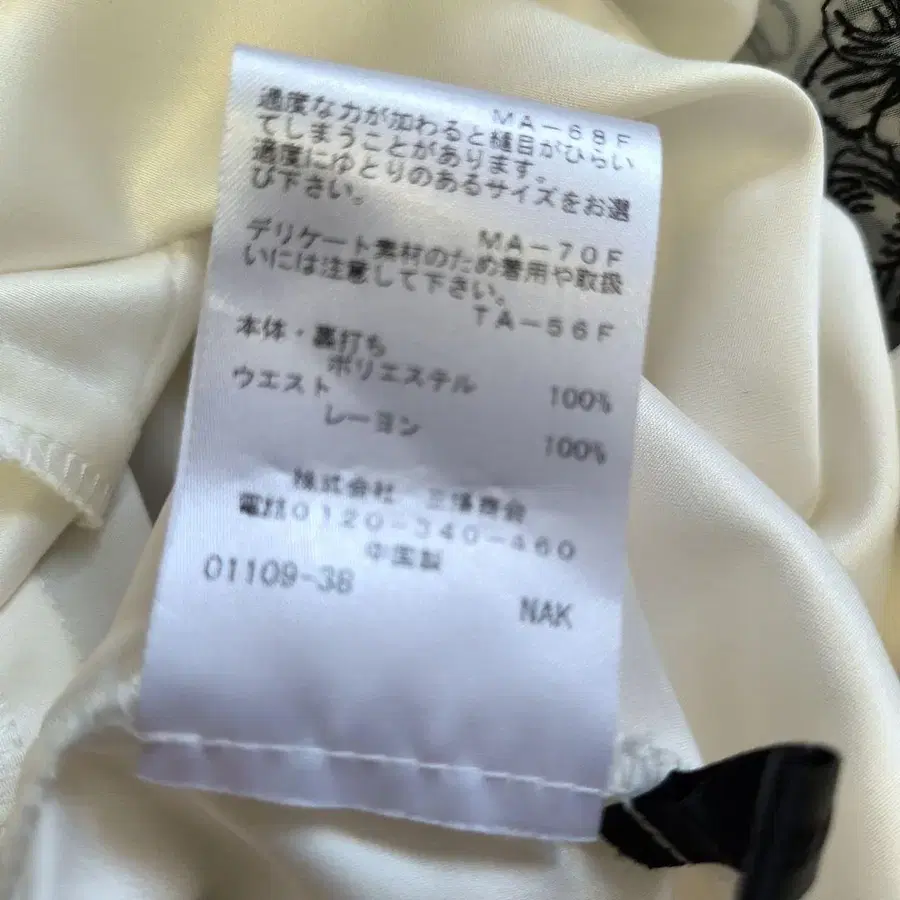 MA-68F
過度な力が加わると縫目がひらい
てしまうことがあります。
過度にゆとりのあるサイズをお選
び下さい。
MA-70F
デリケート素材のため着用や取扱
いには注意して下さい。
TA-56F
本体・裏打ち
ポリエステル 100%
ウエスト
レーヨン 100%
株式会社 三陽商会
電話0120-340-460
中国製
01109-38
NAK